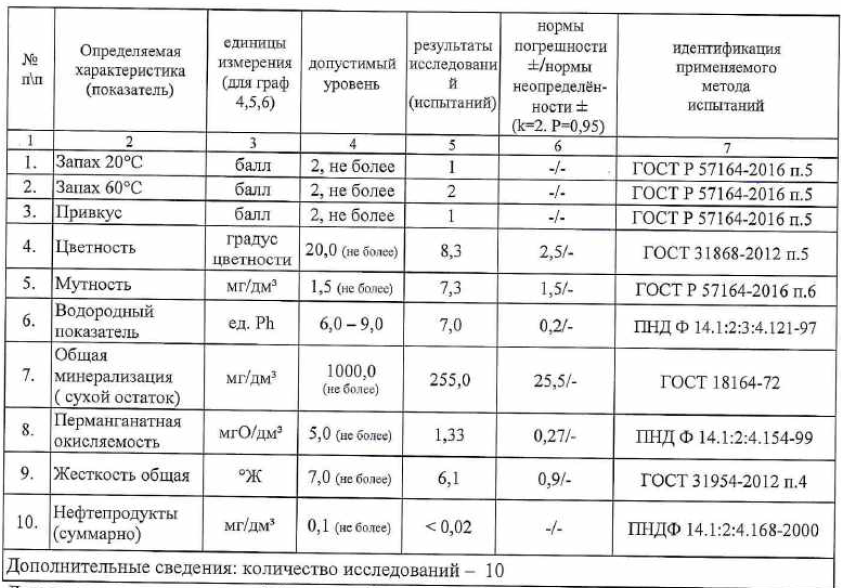 № п\п | Определяемая характеристика (показатель) | единицы измерения (для граф 4,5,6) | допустимый уровень | результаты исследовани й (испытаний) | нормы погрешности ±/нормы неопределён- ности ± (k=2. P=0,95) | идентификация применяемого метода испытаний
1 | 2 | 3 | 4 | 5 | 6 | 7
1. | Запах 20°С | балл | 2, не более | 1 | -/- | ГОСТ Р 57164-2016 п.5
2. | Запах 60°С | балл | 2, не более | 2 | -/- | ГОСТ Р 57164-2016 п.5
3. | Привкус | балл | 2, не более | 1 | -/- | ГОСТ Р 57164-2016 п.5
4. | Цветность | градус цветности | 20,0 (не более) | 8,3 | 2,5/- | ГОСТ 31868-2012 п.5
5. | Мутность | мг/дм³ | 1,5 (не более) | 7,3 | 1,5/- | ГОСТ Р 57164-2016 п.6
6. | Водородный показатель | ед. Ph | 6,0 – 9,0 | 7,0 | 0,2/- | ПНД Ф 14.1:2:3:4.121-97
7. | Общая минерализация ( сухой остаток) | мг/дм³ | 1000,0 (не более) | 255,0 | 25,5/- | ГОСТ 18164-72
8. | Перманганатная окисляемость | мгО/дм³ | 5,0 (не более) | 1,33 | 0,27/- | ПНД Ф 14.1:2:4.154-99
9. | Жесткость общая | °Ж | 7,0 (не более) | 6,1 | 0,9/- | ГОСТ 31954-2012 п.4
10. | Нефтепродукты (суммарно) | мг/дм³ | 0,1 (не более) | < 0,02 | -/- | ПНДФ 14.1:2:4.168-2000
Дополнительные сведения: количество исследований – 10